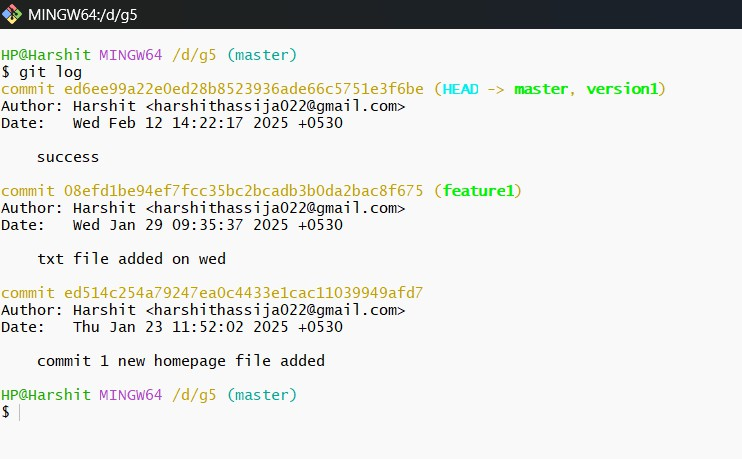 MINGW64:/d/g5
HP@Harshit MINGW64 /d/g5 (master)
$ git log
commit ed6ee99a22e0ed28b8523936ade66c5751e3f6be (HEAD -> master, version1)
Author: Harshit <harshithassija022@gmail.com>
Date:   Wed Feb 12 14:22:17 2025 +0530
    success
commit 08efd1be94ef7fcc35bc2bcadb3b0da2bac8f675 (feature1)
Author: Harshit <harshithassija022@gmail.com>
Date:   Wed Jan 29 09:35:37 2025 +0530
    txt file added on wed
commit ed514c254a79247ea0c4433e1cac11039949afd7
Author: Harshit <harshithassija022@gmail.com>
Date:   Thu Jan 23 11:52:02 2025 +0530
    commit 1 new homepage file added
HP@Harshit MINGW64 /d/g5 (master)
$